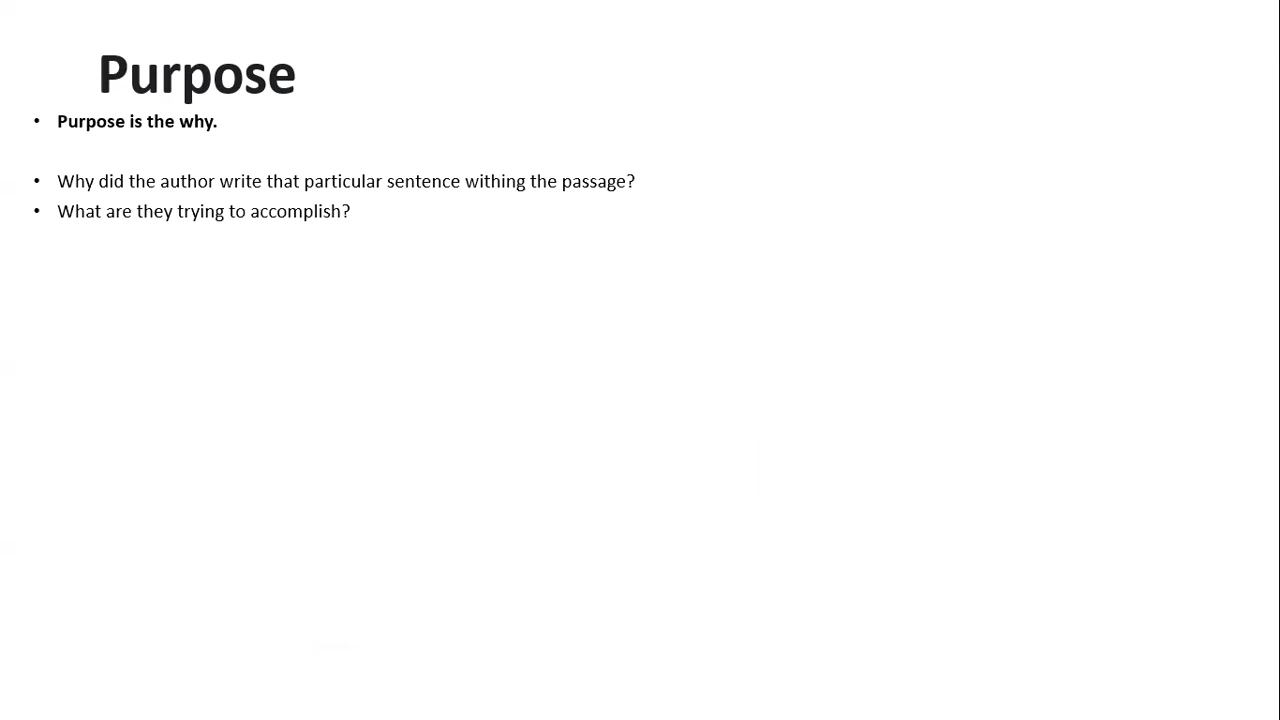 Purpose
• Purpose is the why.
• Why did the author write that particular sentence withing the passage?
• What are they trying to accomplish?